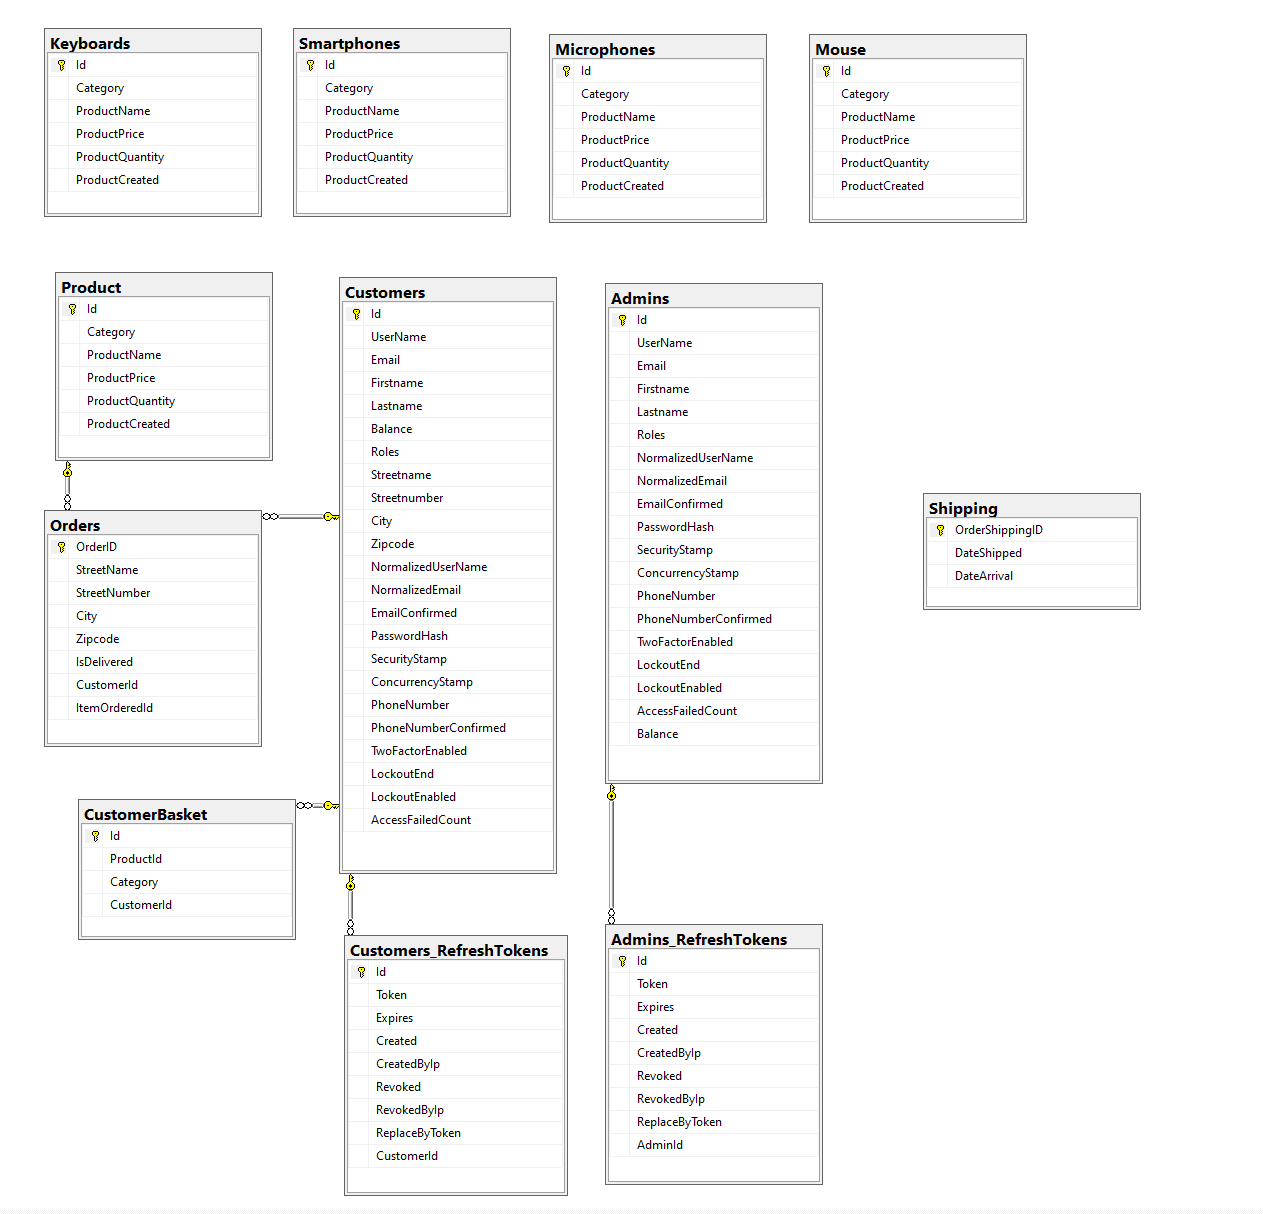 Keyboards
Id
Category
ProductName
ProductPrice
ProductQuantity
ProductCreated
Smartphones
Id
Category
ProductName
ProductPrice
ProductQuantity
ProductCreated
Microphones
Id
Category
ProductName
ProductPrice
ProductQuantity
ProductCreated
Mouse
Id
Category
ProductName
ProductPrice
ProductQuantity
ProductCreated
Product
Id
Category
ProductName
ProductPrice
ProductQuantity
ProductCreated
Customers
Id
UserName
Email
Firstname
Lastname
Balance
Roles
Streetname
Streetnumber
City
Zipcode
NormalizedUserName
NormalizedEmail
EmailConfirmed
PasswordHash
SecurityStamp
ConcurrencyStamp
PhoneNumber
PhoneNumberConfirmed
TwoFactorEnabled
LockoutEnd
LockoutEnabled
AccessFailedCount
Admins
Id
UserName
Email
Firstname
Lastname
Roles
NormalizedUserName
NormalizedEmail
EmailConfirmed
PasswordHash
SecurityStamp
ConcurrencyStamp
PhoneNumber
PhoneNumberConfirmed
TwoFactorEnabled
LockoutEnd
LockoutEnabled
AccessFailedCount
Balance
Shipping
OrderShippingID
DateShipped
DateArrival
Orders
OrderID
StreetName
StreetNumber
City
Zipcode
IsDelivered
CustomerId
ItemOrderedId
CustomerBasket
Id
ProductId
Category
CustomerId
Customers_RefreshTokens
Id
Token
Expires
Created
CreatedByIp
Revoked
RevokedByIp
ReplaceByToken
CustomerId
Admins_RefreshTokens
Id
Token
Expires
Created
CreatedByIp
Revoked
RevokedByIp
ReplaceByToken
AdminId